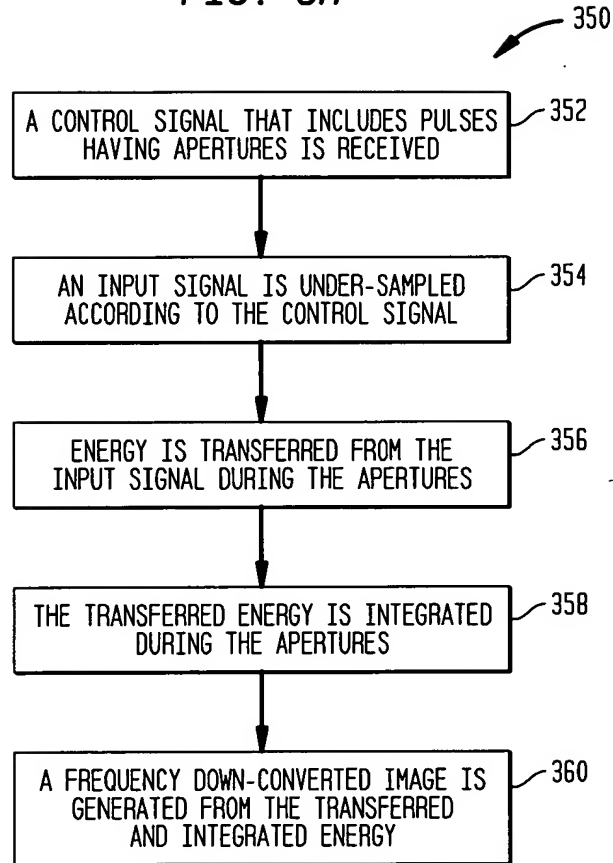 350
A CONTROL SIGNAL THAT INCLUDES PULSES
HAVING APERTURES IS RECEIVED
352
AN INPUT SIGNAL IS UNDER-SAMPLED
ACCORDING TO THE CONTROL SIGNAL
354
ENERGY IS TRANSFERRED FROM THE
INPUT SIGNAL DURING THE APERTURES
356
THE TRANSFERRED ENERGY IS INTEGRATED
DURING THE APERTURES
358
A FREQUENCY DOWN-CONVERTED IMAGE IS
GENERATED FROM THE TRANSFERRED
AND INTEGRATED ENERGY
360